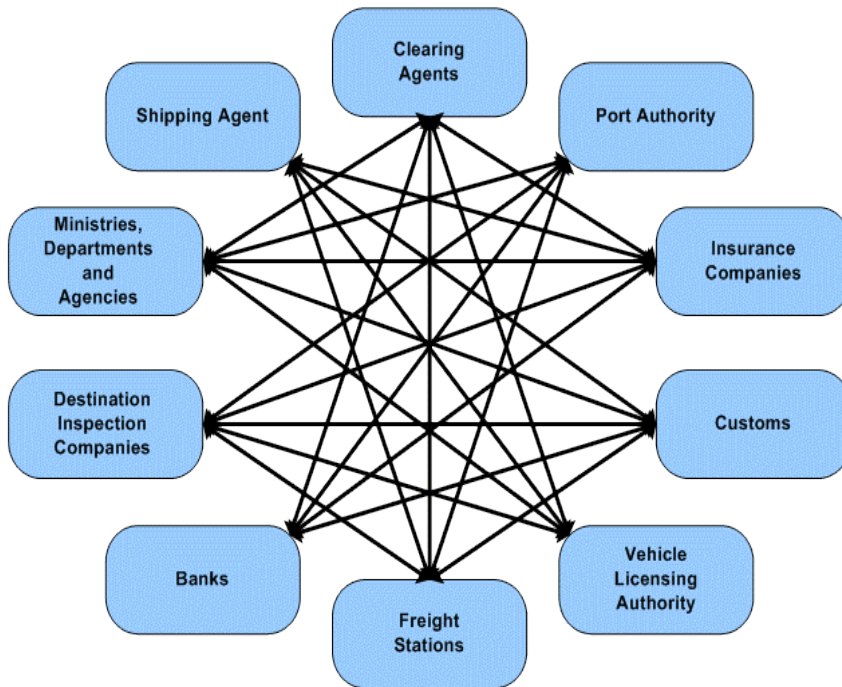 Clearing
Agents
Shipping Agent
Port Authority
Ministries,
Departments
and
Agencies
Insurance
Companies
Destination
Inspection
Companies
Customs
Banks
Vehicle
Licensing
Authority
Freight
Stations